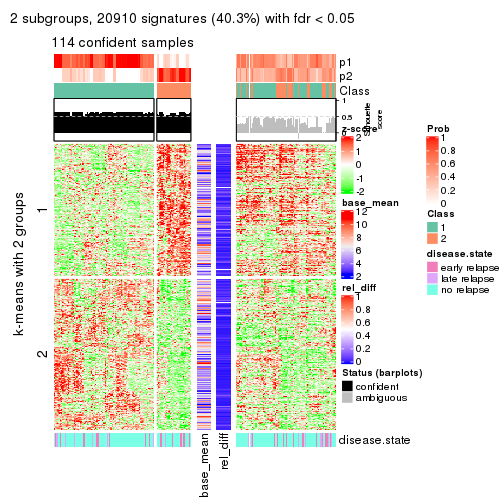 2 subgroups, 20910 signatures (40.3%) with fdr < 0.05
114 confident samples
p1
p2
Class
1
0.5
0
Silhouette
score
k-means with 2 groups
1
2
base_mean
rel_diff
disease.state
z-score
2
1
0
-1
-2
base_mean
12
10
8
6
4
2
rel_diff
1
0.8
0.6
0.4
0.2
0
Status (barplots)
confident
ambiguous
Prob
1
0.8
0.6
0.4
0.2
0
Class
1
2
disease.state
early relapse
late relapse
no relapse